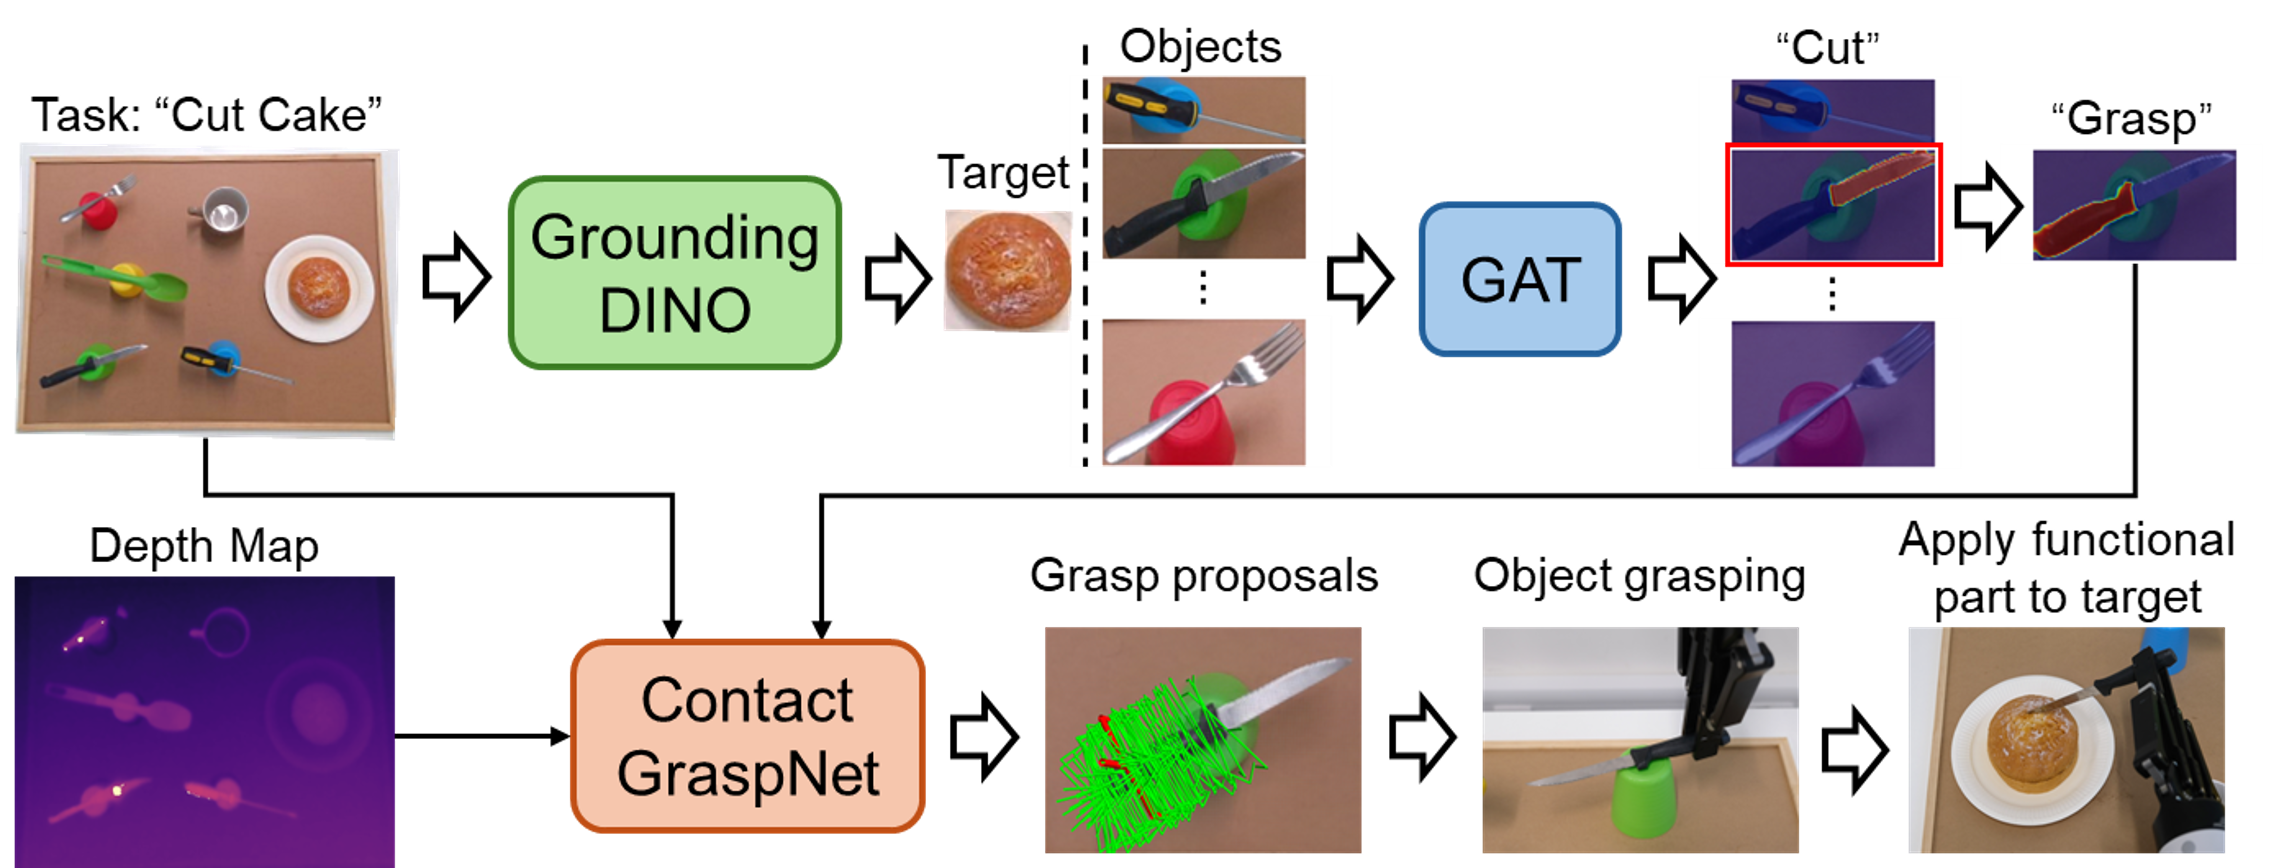 Task: “Cut Cake”
Grounding
DINO
Target
Objects
GAT
“Cut”
“Grasp”
Depth Map
Contact
GraspNet
Grasp proposals
Object grasping
Apply functional
part to target